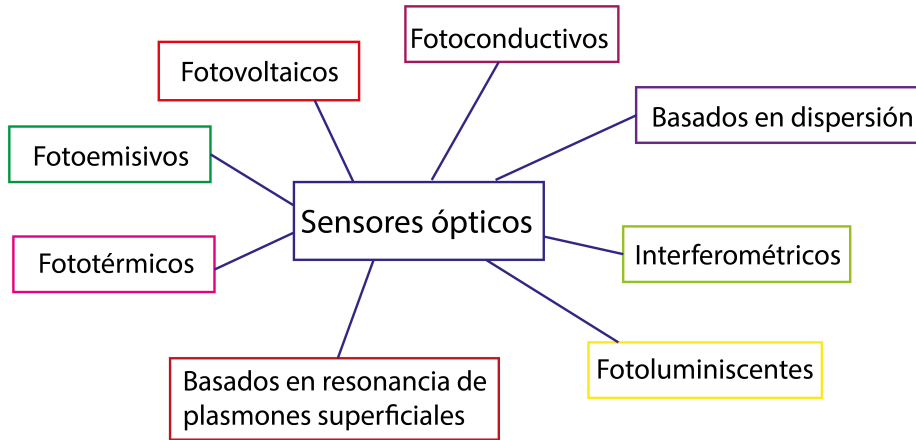 Fotoconductivos
Fotovoltaicos
Basados en dispersión
Fotoemisivos
Sensores ópticos
Fototérmicos
Interferométricos
Basados en resonancia de
plasmones superficiales
Fotoluminiscentes